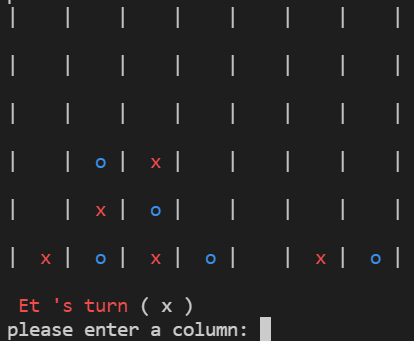 |   |   |   |   |   |   |   |
|   |   |   |   |   |   |   |
|   |   |   |   |   |   |   |
|   | o | x |   |   |   |   |
|   | x | o |   |   |   |   |
| x | o | x | o |   | x | o |
Et 's turn ( x )
please enter a column: